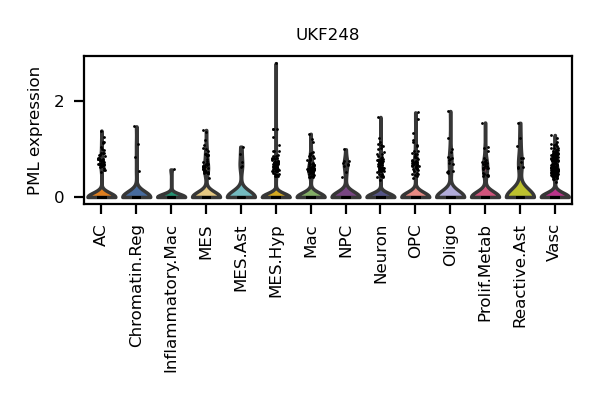 UKF248
PML expression
2
0
AC
Chromatin.Reg
Inflammatory.Mac
MES
MES.Ast
MES.Hyp
Mac
NPC
Neuron
OPC
Oligo
Prolif.Metab
Reactive.Ast
Vasc